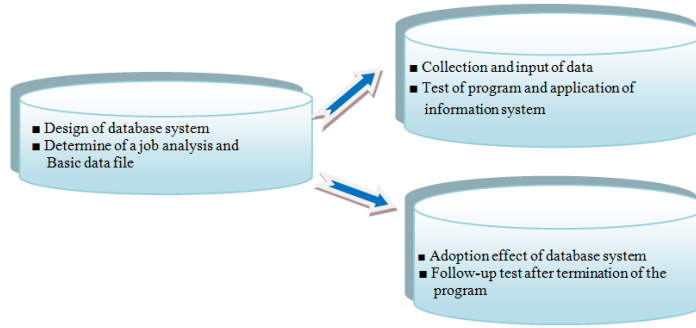 ■ Design of database system
■ Determine of a job analysis and
Basic data file
■ Collection and input of data
■ Test of program and application of
information system
■ Adoption effect of database system
■ Follow-up test after termination of the
program